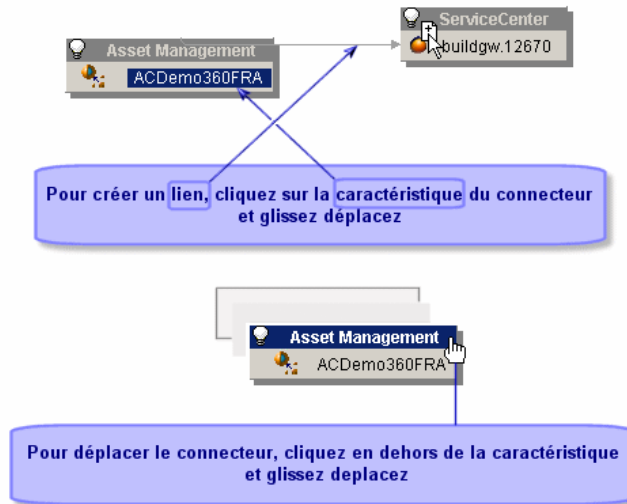 ServiceCenter
Asset Management
buildgw.12670
ACDemo360FRA
Pour créer un lien, cliquez sur la caractéristique du connecteur
et glissez déplacez
Asset Management
ACDemo360FRA
Pour déplacer le connecteur, cliquez en dehors de la caractéristique
et glissez deplacez